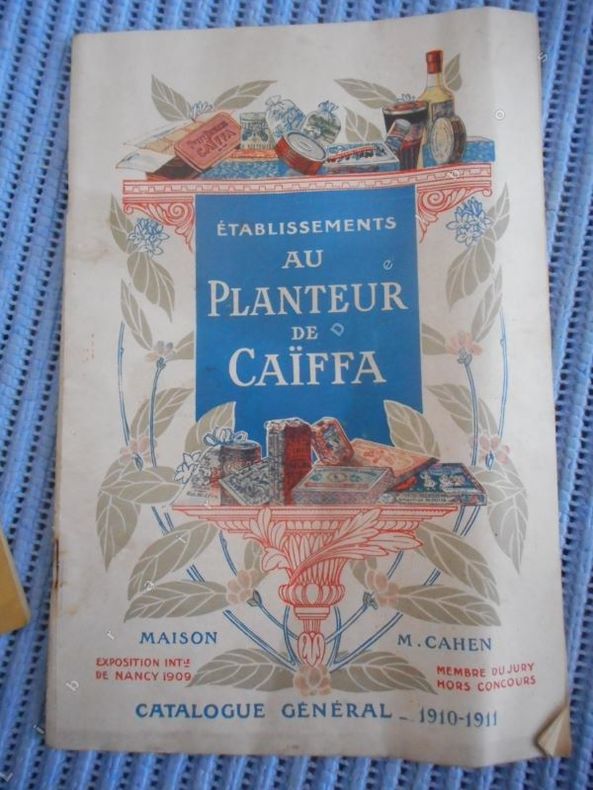 CAÏFFA
ÉTABLISSEMENTS
AU
PLANTEUR
DE
CAÏFFA
MAISON
M. CAHEN
EXPOSITION INTLE
DE NANCY 1909
MEMBRE DU JURY
HORS CONCOURS
CATALOGUE GÉNÉRAL _ 1910-1911